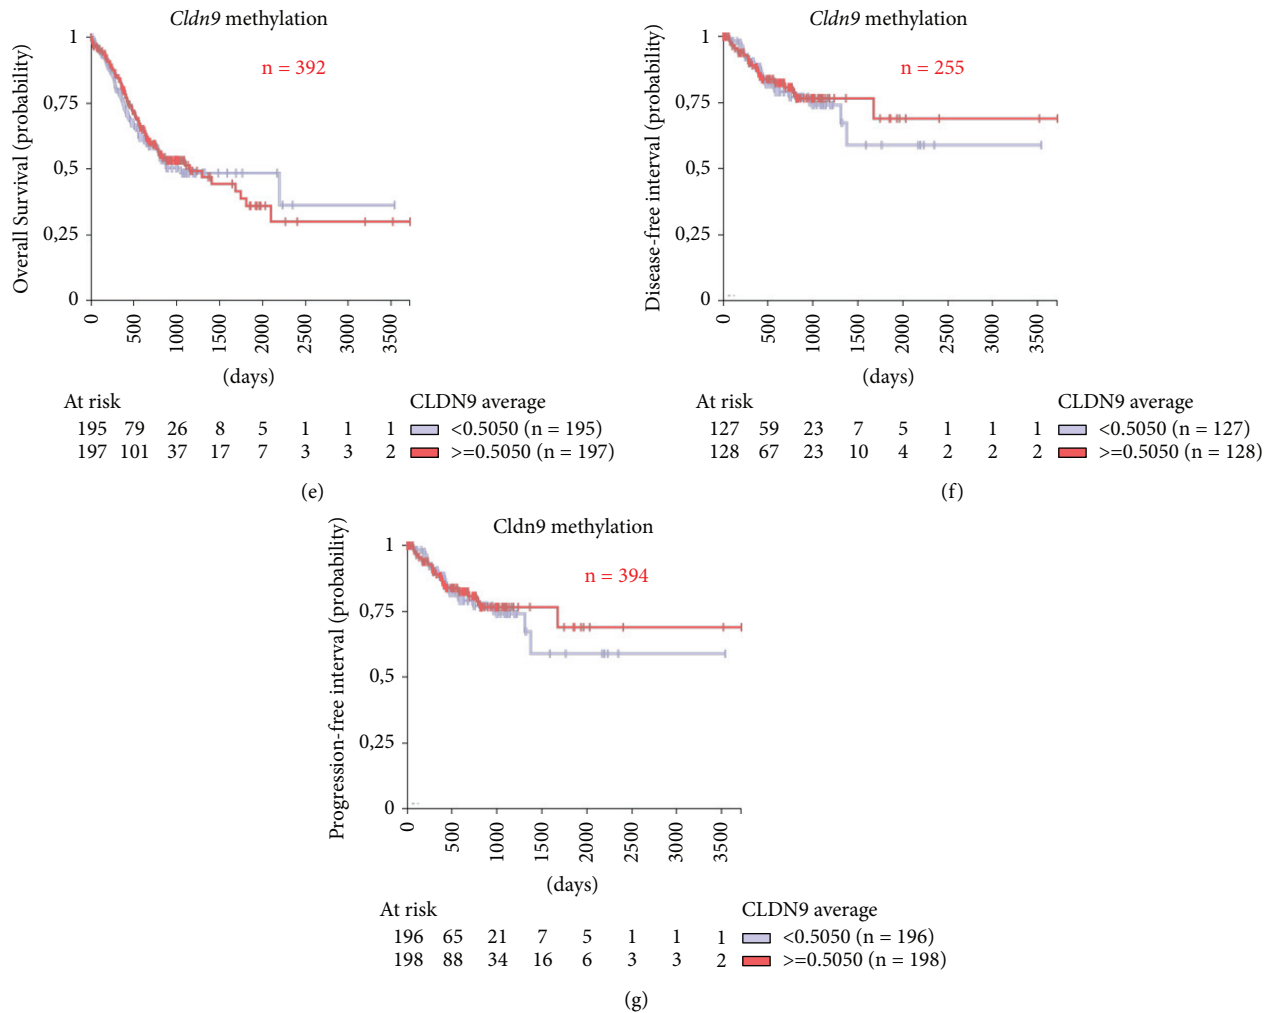 Cldn9 methylation
n = 392
Overall Survival (probability)
1
0,75
0,5
0,25
0
0 500 1000 1500 2000 2500 3000 3500
(days)
At risk
CLDN9 average
195 79 26 8 5 1 1 1 <0.5050 (n = 195)
197 101 37 17 7 3 3 2 >=0.5050 (n = 197)
(e)
Cldn9 methylation
n = 255
Disease-free interval (probability)
1
0,75
0,5
0,25
0
0 500 1000 1500 2000 2500 3000 3500
(days)
At risk
CLDN9 average
127 59 23 7 5 1 1 1 <0.5050 (n = 127)
128 67 23 10 4 2 2 2 >=0.5050 (n = 128)
(f)
Cldn9 methylation
n = 394
Progression-free interval (probability)
1
0,75
0,5
0,25
0
0 500 1000 1500 2000 2500 3000 3500
(days)
At risk
CLDN9 average
196 65 21 7 5 1 1 1 <0.5050 (n = 196)
198 88 34 16 6 3 3 2 >=0.5050 (n = 198)
(g)